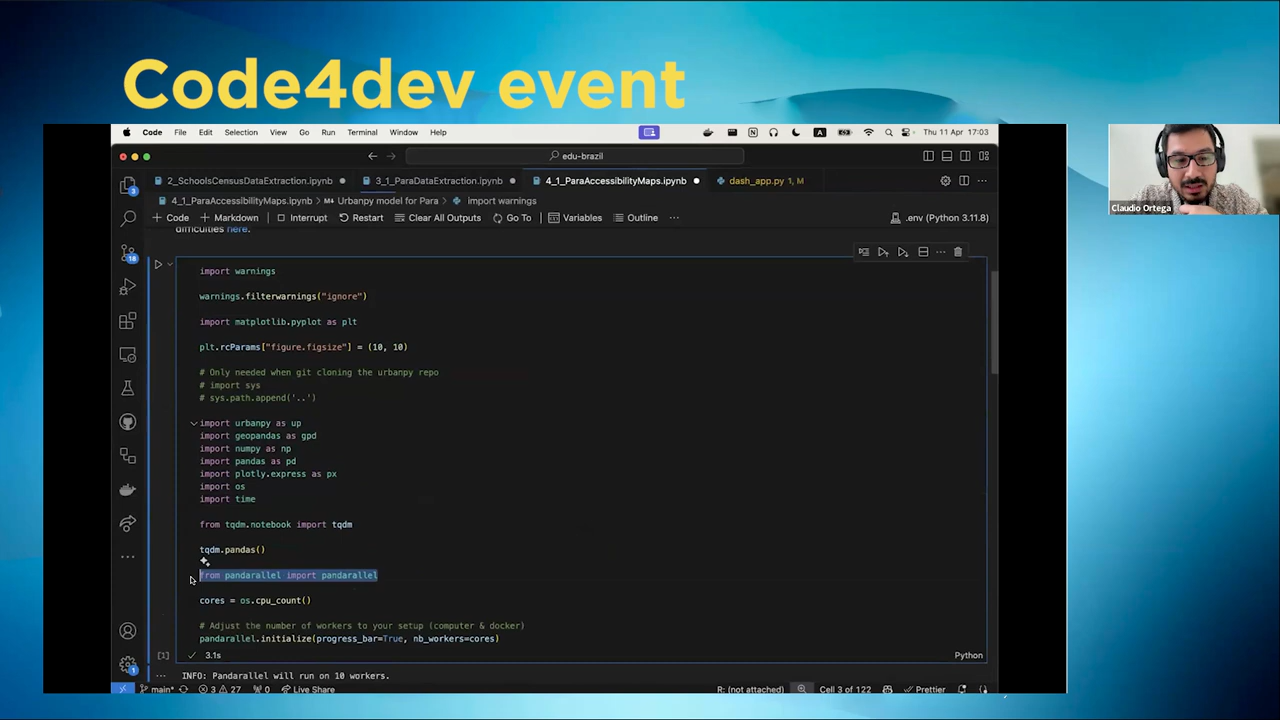 Code4dev event
Code File Edit Selection View Go Run Terminal Window Help
Thu 11 Apr 17:03
edu-brazil
2_SchoolsCensusDataExtraction.ipynb
3_1_ParaDataExtraction.ipynb
4_1_ParaAccessibilityMaps.ipynb
dash_app.py 1, M
4_1_ParaAccessibilityMaps.ipynb > Urbanpy model for Para > import warnings
+ Code + Markdown Interrupt Restart Clear All Outputs Go To Variables Outline ...
.env (Python 3.11.8)
difficulties here.
import warnings
warnings.filterwarnings("ignore")
import matplotlib.pyplot as plt
plt.rcParams["figure.figsize"] = (10, 10)
# Only needed when git cloning the urbanpy repo
# import sys
# sys.path.append('..')
import urbanpy as up
import geopandas as gpd
import numpy as np
import pandas as pd
import plotly.express as px
import os
import time
from tqdm.notebook import tqdm
tqdm.pandas()
from pandarallel import pandarallel
cores = os.cpu_count()
# Adjust the number of workers to your setup (computer & docker)
pandarallel.initialize(progress_bar=True, nb_workers=cores)
[1]
3.1s
Python
INFO: Pandarallel will run on 10 workers.
main* 3 27 0 Live Share
R: (not attached)
Cell 3 of 122
Prettier
3
18
1
Claudio Ortega